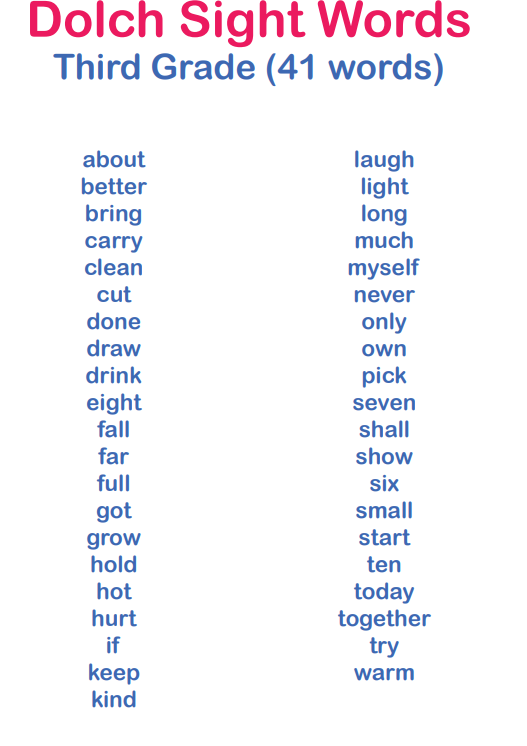 Dolch Sight Words
Third Grade (41 words)
about
better
bring
carry
clean
cut
done
draw
drink
eight
fall
far
full
got
grow
hold
hot
hurt
if
keep
kind
laugh
light
long
much
myself
never
only
own
pick
seven
shall
show
six
small
start
ten
today
together
try
warm